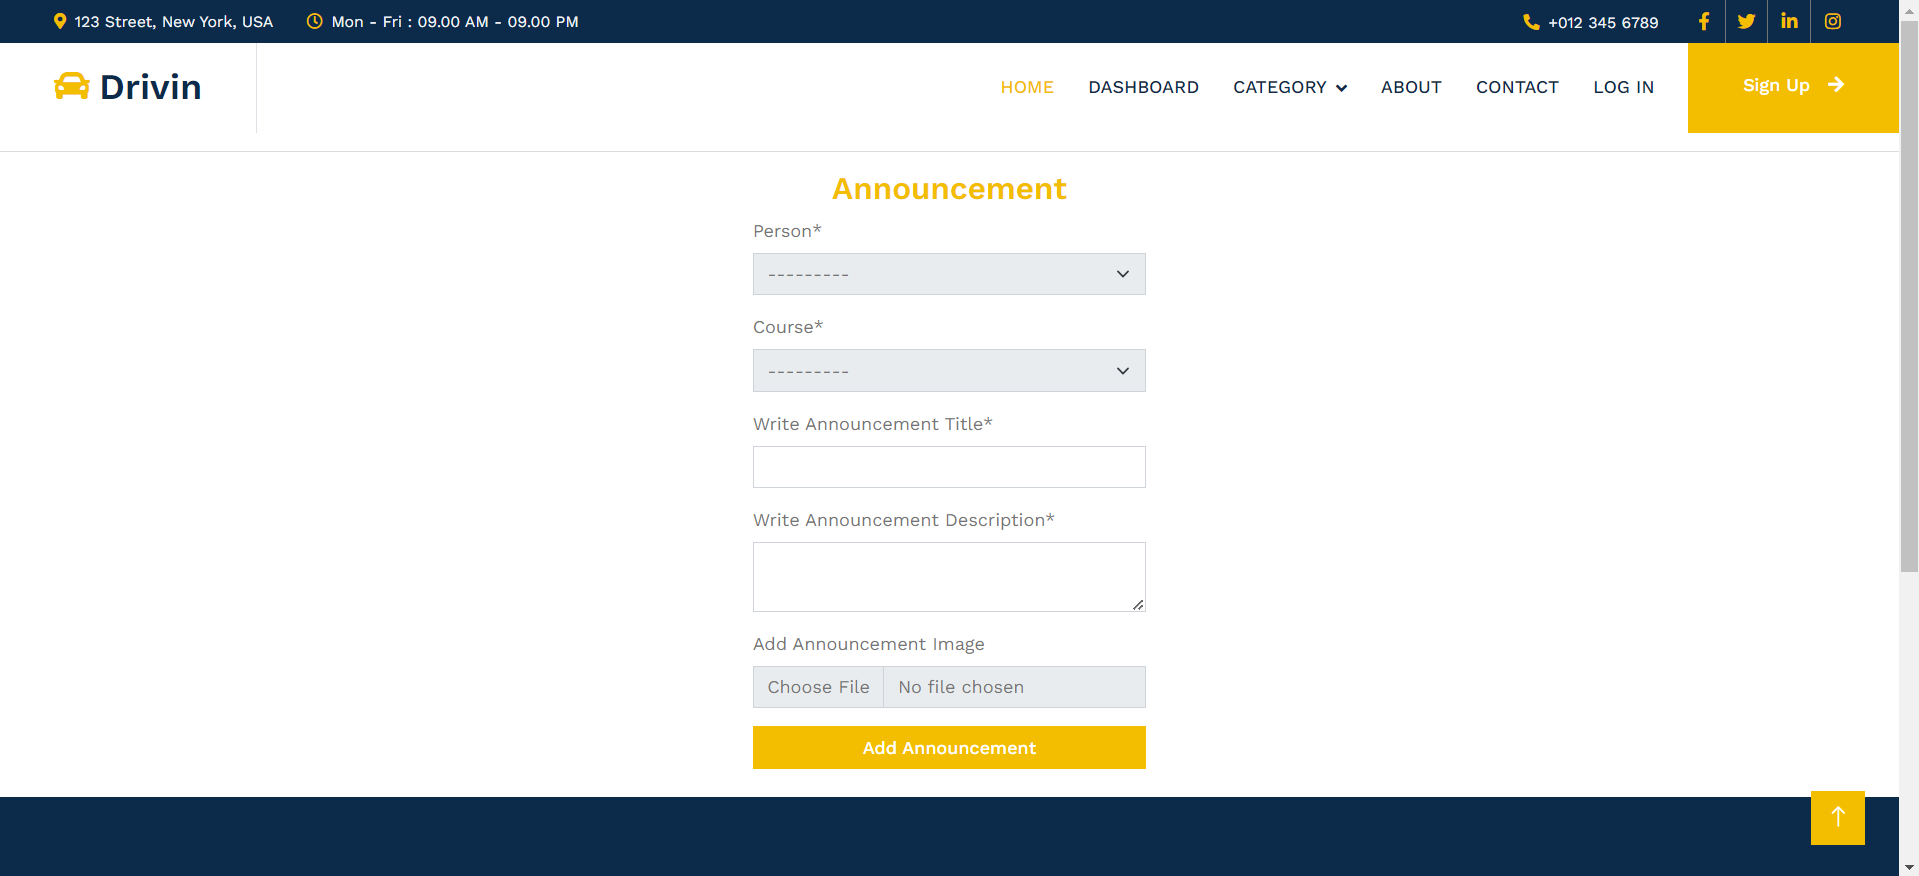 123 Street, New York, USA
Mon - Fri : 09.00 AM - 09.00 PM
+012 345 6789
Drivin
HOME
DASHBOARD
CATEGORY
ABOUT
CONTACT
LOG IN
Sign Up
Announcement
Person*
---------
Course*
---------
Write Announcement Title*
Write Announcement Description*
Add Announcement Image
Choose File
No file chosen
Add Announcement